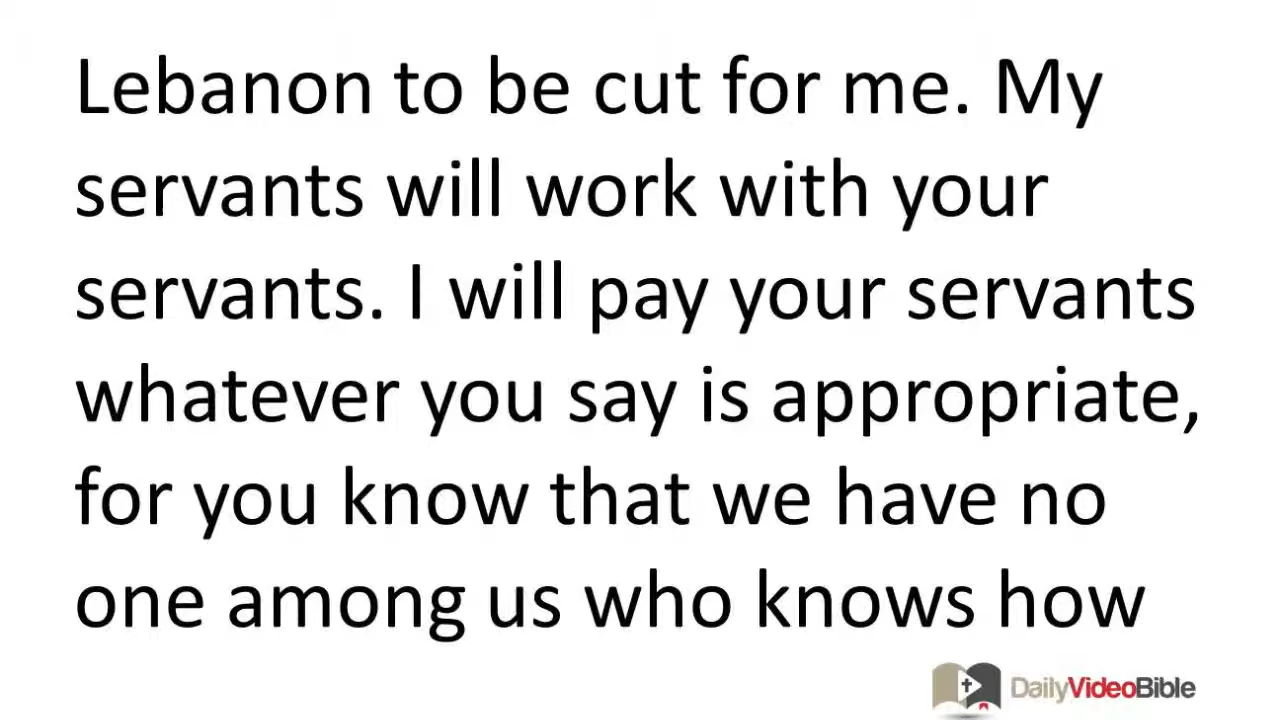 Lebanon to be cut for me. My
servants will work with your
servants. I will pay your servants
whatever you say is appropriate,
for you know that we have no
one among us who knows how
DailyVideoBible